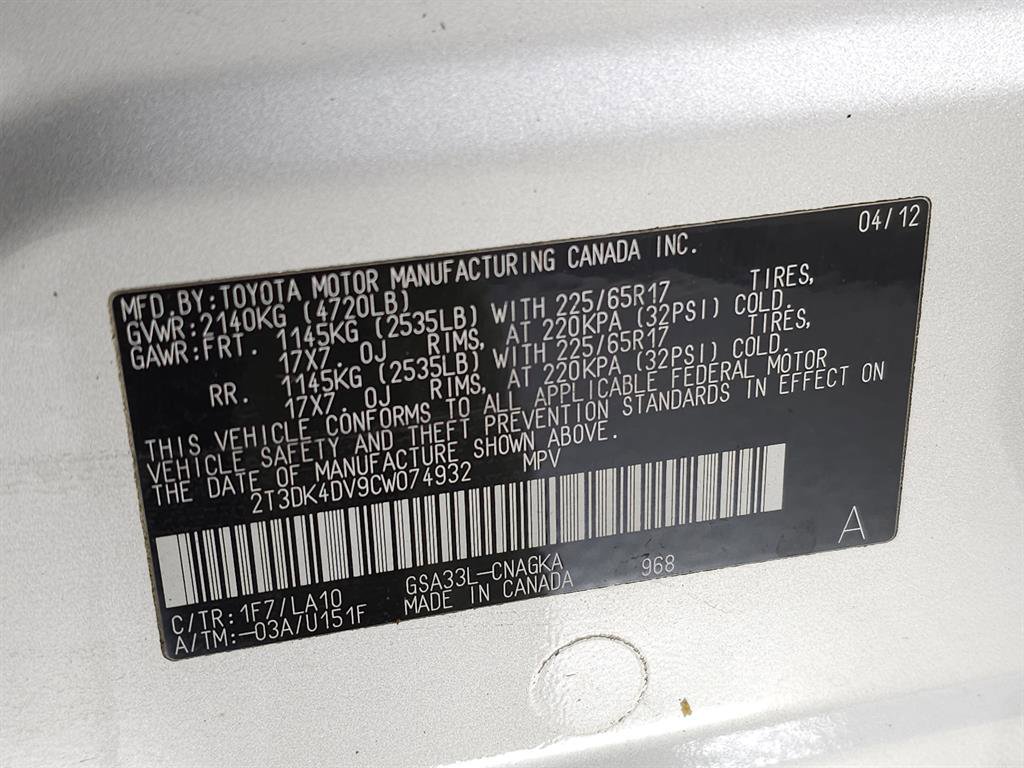 04/12
MFD.BY:TOYOTA MOTOR MANUFACTURING CANADA INC.
GVWR:2140KG (4720LB)
GAWR:FRT. 1145KG (2535LB) WITH 225/65R17 TIRES,
17X7.0J RIMS, AT 220KPA (32PSI) COLD.
RR. 1145KG (2535LB) WITH 225/65R17 TIRES,
17X7.0J RIMS, AT 220KPA (32PSI) COLD.
THIS VEHICLE CONFORMS TO ALL APPLICABLE FEDERAL MOTOR
VEHICLE SAFETY AND THEFT PREVENTION STANDARDS IN EFFECT ON
THE DATE OF MANUFACTURE SHOWN ABOVE.
2T3DK4DV9CW074932 MPV
A
GSA33L-CNAGKA 968
C/TR:1F7/LA10 MADE IN CANADA
A/TM:-03A/U151F